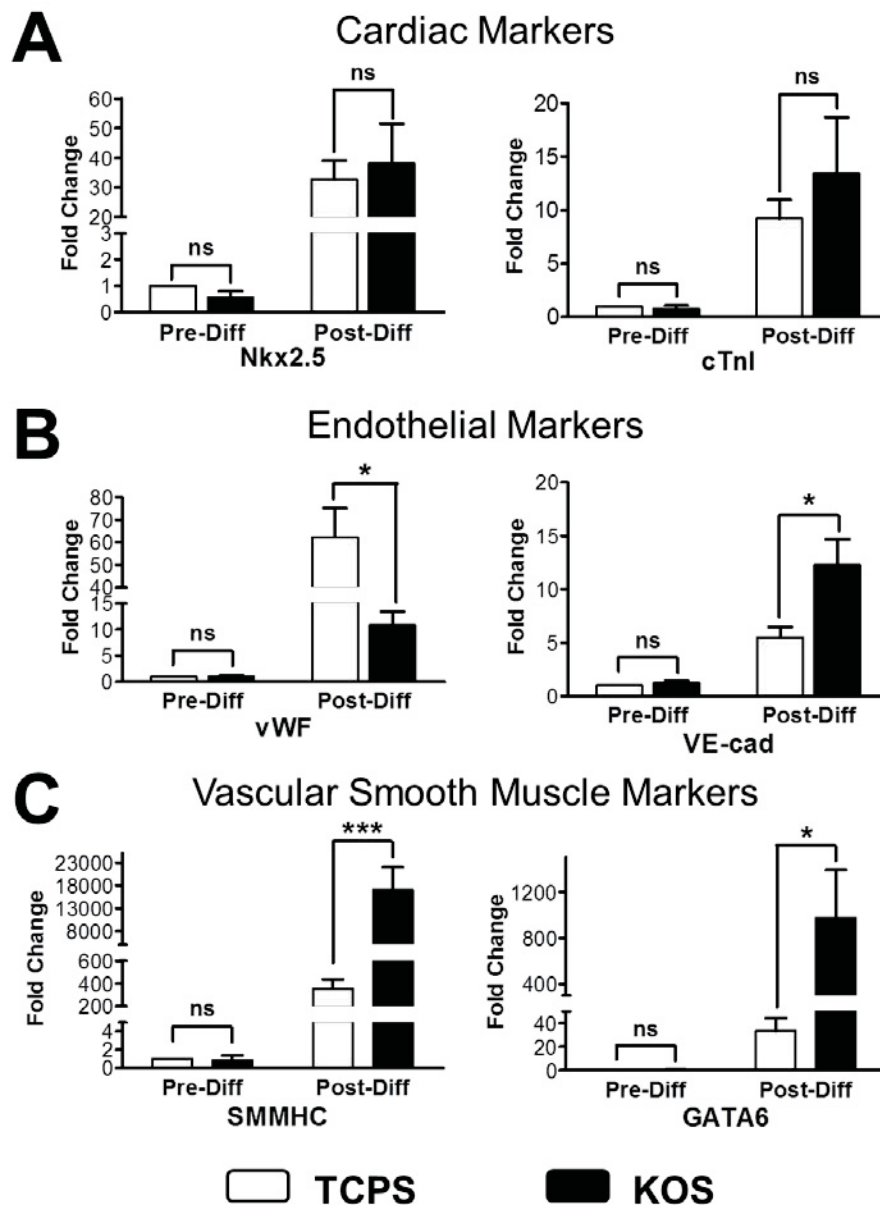 A Cardiac Markers
ns
ns
60
50
40
30
20
3
2
1
0
Fold Change
ns
Pre-Diff Post-Diff
Nkx2.5
20
15
10
5
0
Fold Change
ns
Pre-Diff Post-Diff
cTnI
B Endothelial Markers
*
80
70
60
50
40
15
10
5
0
Fold Change
ns
Pre-Diff Post-Diff
vWF
20
15
10
5
0
Fold Change
*
ns
Pre-Diff Post-Diff
VE-cad
C Vascular Smooth Muscle Markers
***
23000
18000
13000
8000
600
400
200
4
2
0
Fold Change
ns
Pre-Diff Post-Diff
SMMHC
*
1200
800
400
40
20
0
Fold Change
ns
Pre-Diff Post-Diff
GATA6
TCPS KOS